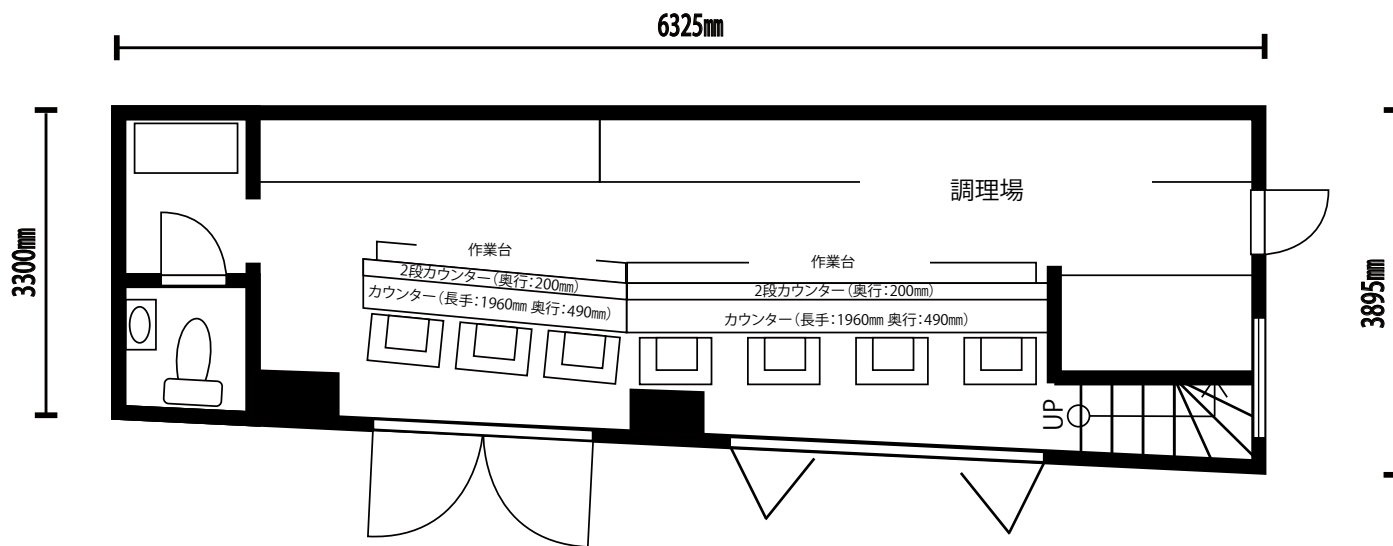 6325㎜
3300㎜
3895㎜
調理場
作業台
2段カウンター（奥行：200㎜）
カウンター（長手：1960㎜ 奥行：490㎜）
作業台
2段カウンター（奥行：200㎜）
カウンター（長手：1960㎜ 奥行：490㎜）
UP